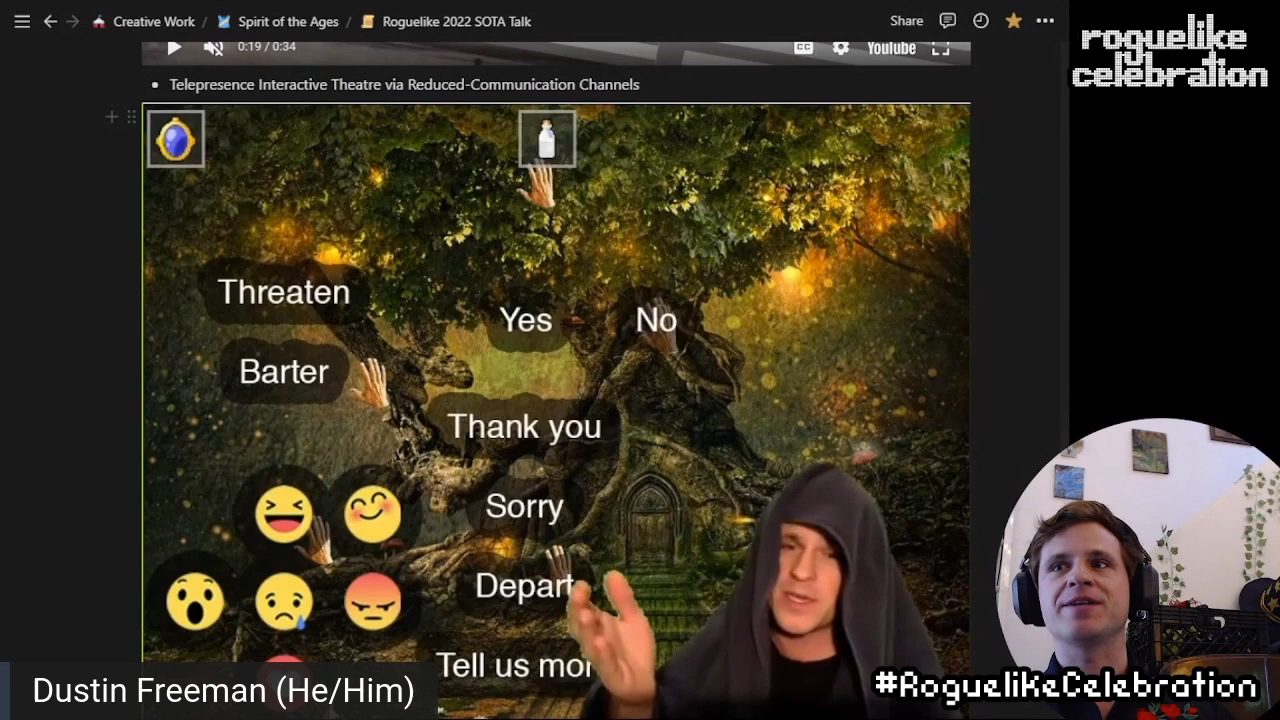 Creative Work / Spirit of the Ages / Roguelike 2022 SOTA Talk
Share
0:19 / 0:34
CC
YouTube
Telepresence Interactive Theatre via Reduced-Communication Channels
Threaten
Yes
No
Barter
Thank you
Sorry
Depart
Tell us mor
roguelike
celebration
Dustin Freeman (He/Him)
#RoguelikeCelebration